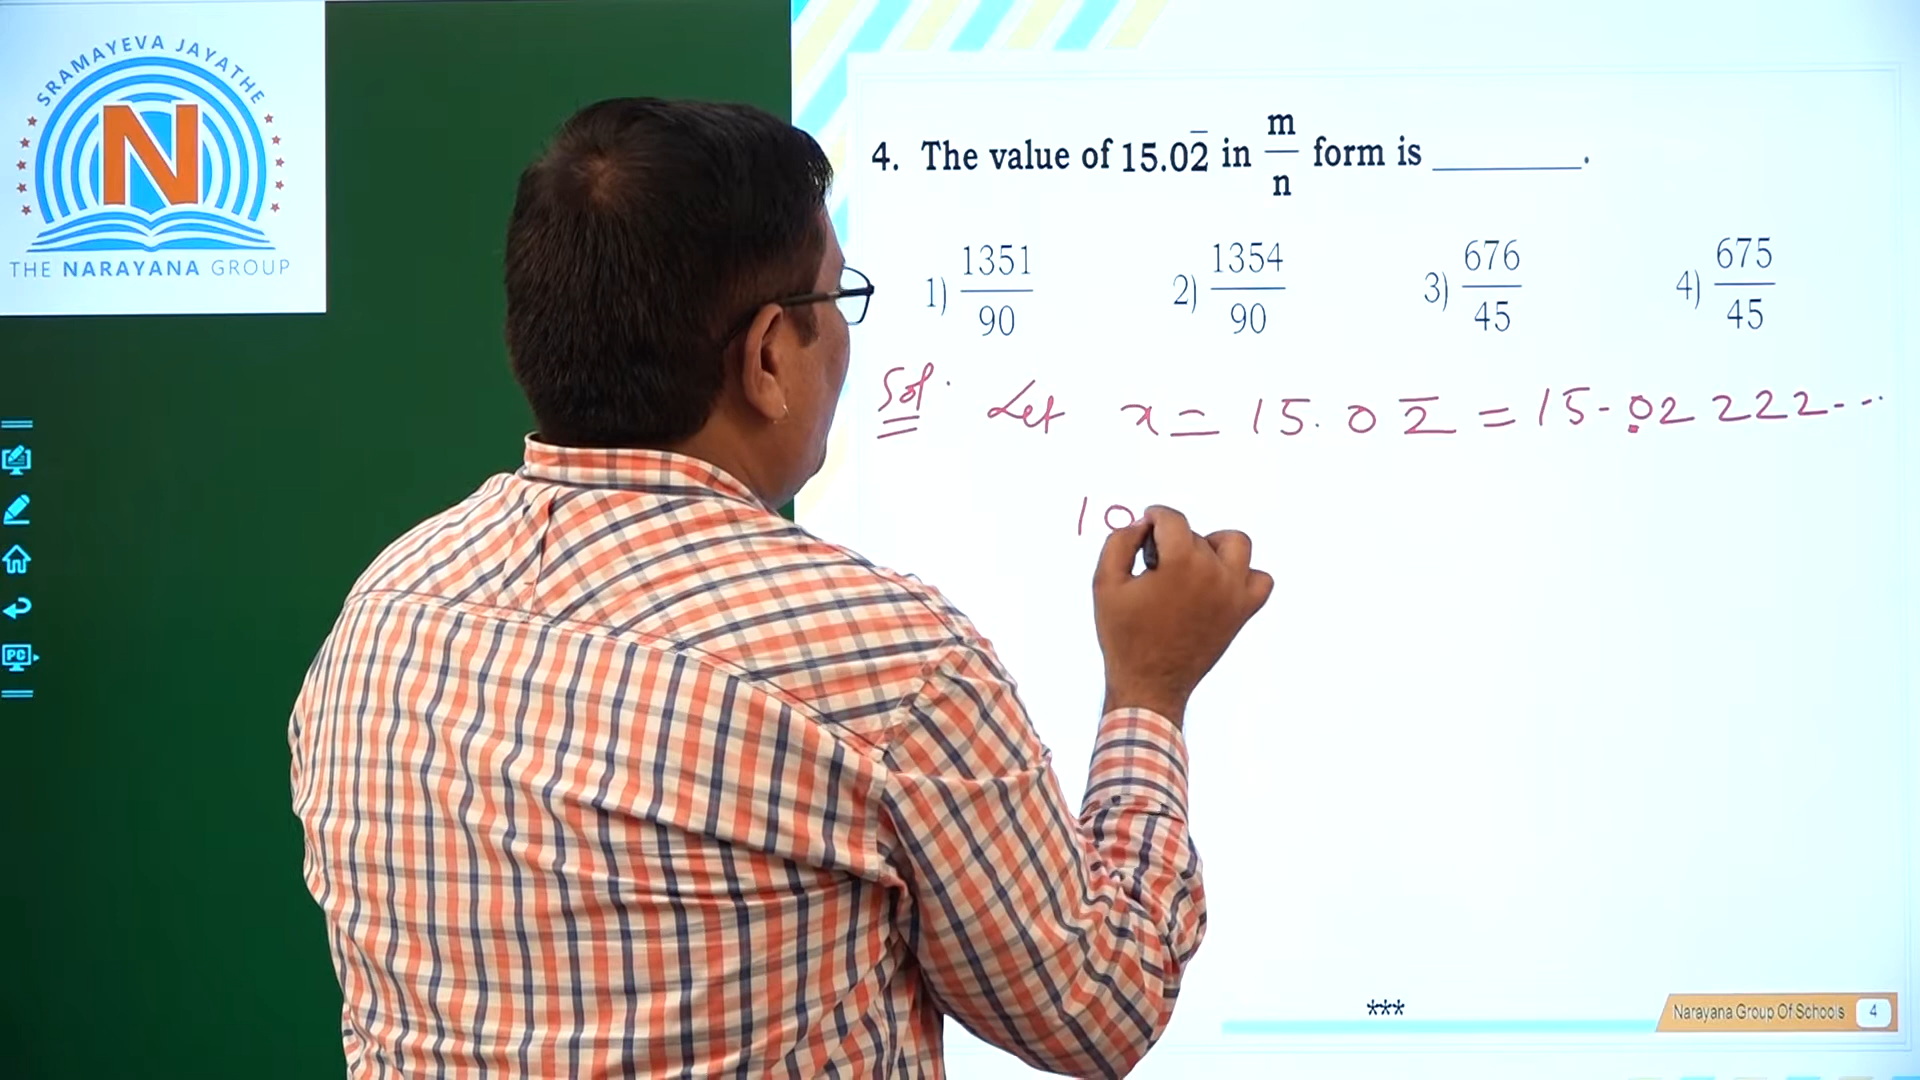 SRAMAYEVA JAYATHE
N
THE NARAYANA GROUP
PC
4. The value of 15.02̅ in m/n form is ________.
1) 1351/90 2) 1354/90 3) 676/45 4) 675/45
Sol. Let x = 15.02̅ = 15.02222...
10
***
Narayana Group Of Schools 4